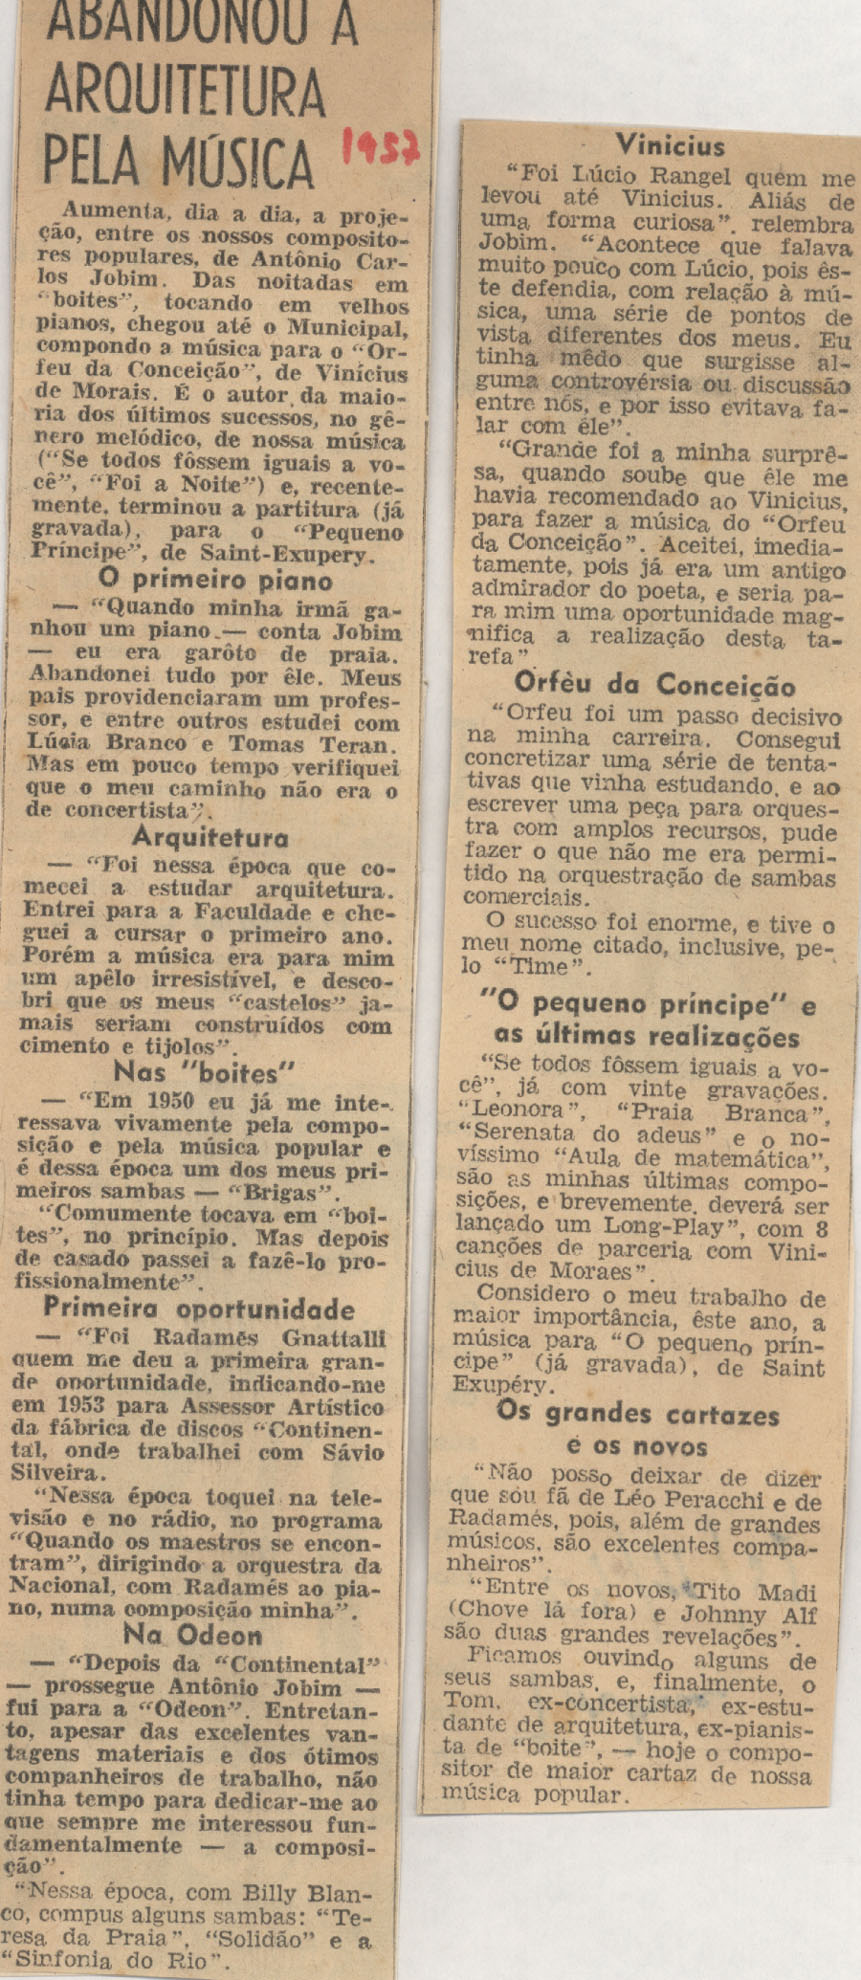 ABANDONOU A
ARQUITETURA
PELA MÚSICA
1957
Aumenta, dia a dia, a proje-
ção, entre os nossos composito-
res populares, de Antônio Car-
los Jobim. Das noitadas em
"boites", tocando em velhos
pianos, chegou até o Municipal,
compondo a música para o "Or-
feu da Conceição", de Vinícius
de Morais. É o autor da maio-
ria dos últimos sucessos, no gê-
nero melódico, de nossa música
("Se todos fôssem iguais a vo-
cê", "Foi a Noite") e, recente-
mente, terminou a partitura (já
gravada), para o "Pequeno
Príncipe", de Saint-Exupery.
O primeiro piano
— "Quando minha irmã ga-
nhou um piano — conta Jobim
— eu era garôto de praia.
Abandonei tudo por êle. Meus
pais providenciaram um profes-
sor, e entre outros estudei com
Lúcia Branco e Tomas Teran.
Mas em pouco tempo verifiquei
que o meu caminho não era o
de concertista".
Arquitetura
— "Foi nessa época que co-
mecei a estudar arquitetura.
Entrei para a Faculdade e che-
guei a cursar o primeiro ano.
Porém a música era para mim
um apêlo irresistível, e desco-
bri que os meus "castelos" ja-
mais seriam construídos com
cimento e tijolos".
Nas "boites"
— "Em 1950 eu já me inte-
ressava vivamente pela compo-
sição e pela música popular e
é dessa época um dos meus pri-
meiros sambas — "Brigas".
"Comumente tocava em "boi-
tes", no princípio. Mas depois
de casado passei a fazê-lo pro-
fissionalmente".
Primeira oportunidade
— "Foi Radamés Gnattalli
quem me deu a primeira gran-
de oportunidade, indicando-me
em 1953 para Assessor Artístico
da fábrica de discos "Continen-
tal, onde trabalhei com Sávio
Silveira.
"Nessa época toquei na tele-
visão e no rádio, no programa
"Quando os maestros se encon-
tram", dirigindo a orquestra da
Nacional, com Radamés ao pia-
no, numa composição minha".
Na Odeon
— "Depois da "Continental"
— prossegue Antônio Jobim —
fui para a "Odeon". Entretan-
to, apesar das excelentes van-
tagens materiais e dos ótimos
companheiros de trabalho, não
tinha tempo para dedicar-me ao
que sempre me interessou fun-
damentalmente — a composi-
ção".
"Nessa época, com Billy Blan-
co, compus alguns sambas: "Te-
resa da Praia", "Solidão" e a
"Sinfonia do Rio".
Vinicius
"Foi Lúcio Rangel quem me
levou até Vinicius. Aliás de
uma forma curiosa", relembra
Jobim. "Acontece que falava
muito pouco com Lúcio, pois ês-
te defendia, com relação à mú-
sica, uma série de pontos de
vista diferentes dos meus. Eu
tinha mêdo que surgisse al-
guma controvérsia ou discussão
entre nós, e por isso evitava fa-
lar com êle".
"Grande foi a minha surprê-
sa, quando soube que êle me
havia recomendado ao Vinicius,
para fazer a música do "Orfeu
da Conceição". Aceitei, imedia-
tamente, pois já era um antigo
admirador do poeta, e seria pa-
ra mim uma oportunidade mag-
nifica a realização desta ta-
refa"
Orfèu da Conceição
"Orfeu foi um passo decisivo
na minha carreira. Consegui
concretizar uma série de tenta-
tivas que vinha estudando, e ao
escrever uma peça para orques-
tra com amplos recursos, pude
fazer o que não me era permi-
tido na orquestração de sambas
comerciais.
O sucesso foi enorme, e tive o
meu nome citado, inclusive, pe-
lo "Time".
"O pequeno príncipe" e
as últimas realizações
"Se todos fôssem iguais a vo-
cê", já com vinte gravações.
"Leonora", "Praia Branca",
"Serenata do adeus" e o no-
víssimo "Aula de matemática",
são as minhas últimas compo-
sições, e brevemente, deverá ser
lançado um Long-Play", com 8
canções de parceria com Vini-
cius de Moraes".
Considero o meu trabalho de
maior importância, êste ano, a
música para "O pequeno prín-
cipe" (já gravada), de Saint
Exupéry.
Os grandes cartazes
e os novos
"Não posso deixar de dizer
que sou fã de Léo Peracchi e de
Radamés, pois, além de grandes
músicos, são excelentes compa-
nheiros".
"Entre os novos, Tito Madi
(Chove lá fora) e Johnny Alf
são duas grandes revelações".
Ficamos ouvindo alguns de
seus sambas, e, finalmente, o
Tom, ex-concertista, ex-estu-
dante de arquitetura, ex-pianis-
ta de "boite", — hoje o compo-
sitor de maior cartaz de nossa
música popular.